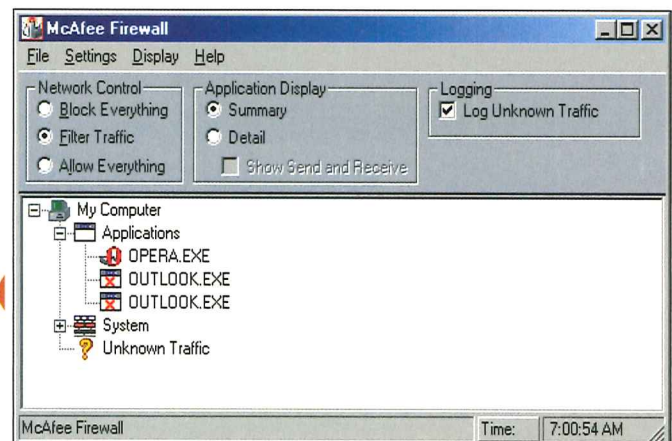 McAfee Firewall
File Settings Display Help
Network Control
Block Everything
Filter Traffic
Allow Everything
Application Display
Summary
Detail
Show Send and Receive
Logging
Log Unknown Traffic
My Computer
Applications
OPERA.EXE
OUTLOOK.EXE
OUTLOOK.EXE
System
Unknown Traffic
McAfee Firewall Time: 7:00:54 AM